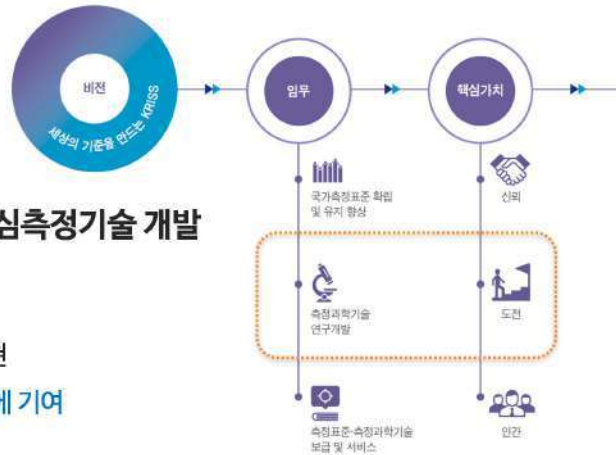 비전
세상의 기준을 만드는 KRISS
임무
핵심가치
국가측정표준 확립
및 유지 향상
신뢰
심측정기술 개발
측정과학기술
연구개발
도전
에 기여
측정표준·측정과학기술
보급 및 서비스
인간